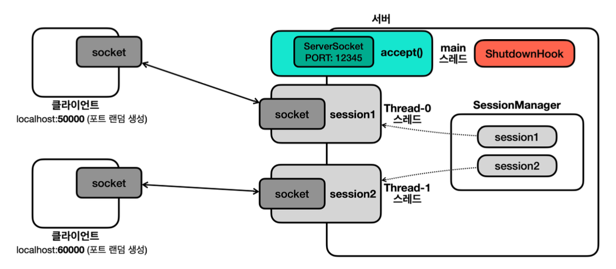 서버
socket
ServerSocket
PORT: 12345
accept()
main
스레드
ShutdownHook
클라이언트
localhost:50000 (포트 랜덤 생성)
socket
session1
Thread-0
스레드
SessionManager
session1
session2
socket
socket
session2
Thread-1
스레드
클라이언트
localhost:60000 (포트 랜덤 생성)